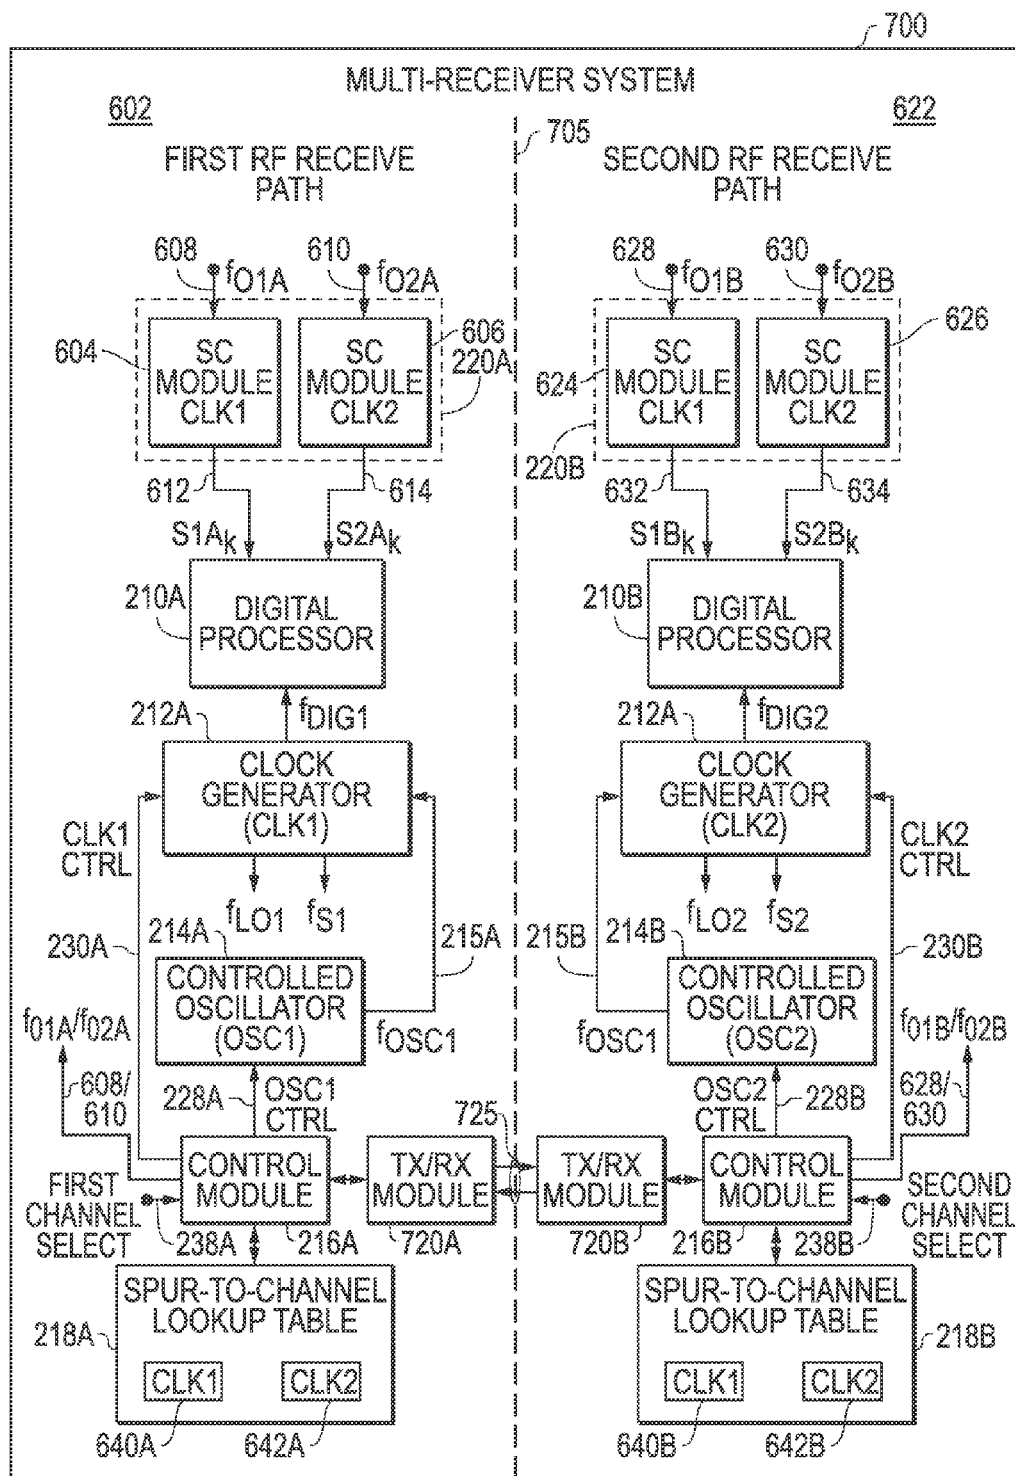 700
MULTI-RECEIVER SYSTEM
602
622
705
FIRST RF RECEIVE
PATH
SECOND RF RECEIVE
PATH
608
fO1A
610
fO2A
628
fO1B
630
fO2B
604
SC
MODULE
CLK1
SC
MODULE
CLK2
606
220A
624
SC
MODULE
CLK1
SC
MODULE
CLK2
626
220B
612
614
632
634
S1Ak
S2Ak
S1Bk
S2Bk
210A
DIGITAL
PROCESSOR
210B
DIGITAL
PROCESSOR
212A
fDIG1
212A
fDIG2
CLOCK
GENERATOR
(CLK1)
CLOCK
GENERATOR
(CLK2)
CLK1
CTRL
CLK2
CTRL
fLO1
fS1
fLO2
fS2
230A
214A
215A
215B
214B
230B
CONTROLLED
OSCILLATOR
(OSC1)
fOSC1
fOSC1
CONTROLLED
OSCILLATOR
(OSC2)
f01A/f02A
f01B/f02B
608/
610
228A
OSC1
CTRL
725
OSC2
CTRL
228B
628/
630
FIRST
CHANNEL
SELECT
CONTROL
MODULE
TX/RX
MODULE
TX/RX
MODULE
CONTROL
MODULE
SECOND
CHANNEL
SELECT
238A
216A
720A
720B
216B
238B
SPUR-TO-CHANNEL
LOOKUP TABLE
SPUR-TO-CHANNEL
LOOKUP TABLE
218A
218B
CLK1
CLK2
CLK1
CLK2
640A
642A
640B
642B